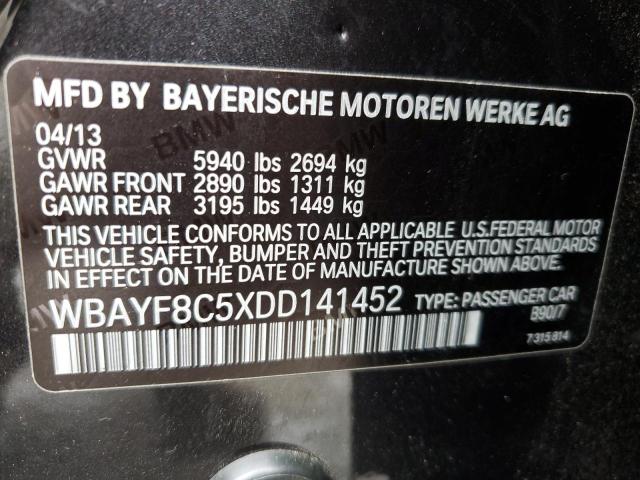 MFD BY BAYERISCHE MOTOREN WERKE AG
04/13
GVWR 5940 lbs 2694 kg
GAWR FRONT 2890 lbs 1311 kg
GAWR REAR 3195 lbs 1449 kg
THIS VEHICLE CONFORMS TO ALL APPLICABLE U.S.FEDERAL MOTOR
VEHICLE SAFETY, BUMPER AND THEFT PREVENTION STANDARDS
IN EFFECT ON THE DATE OF MANUFACTURE SHOWN ABOVE.
WBAYF8C5XDD141452 TYPE: PASSENGER CAR
B90/7
7315814
BMW
BMW